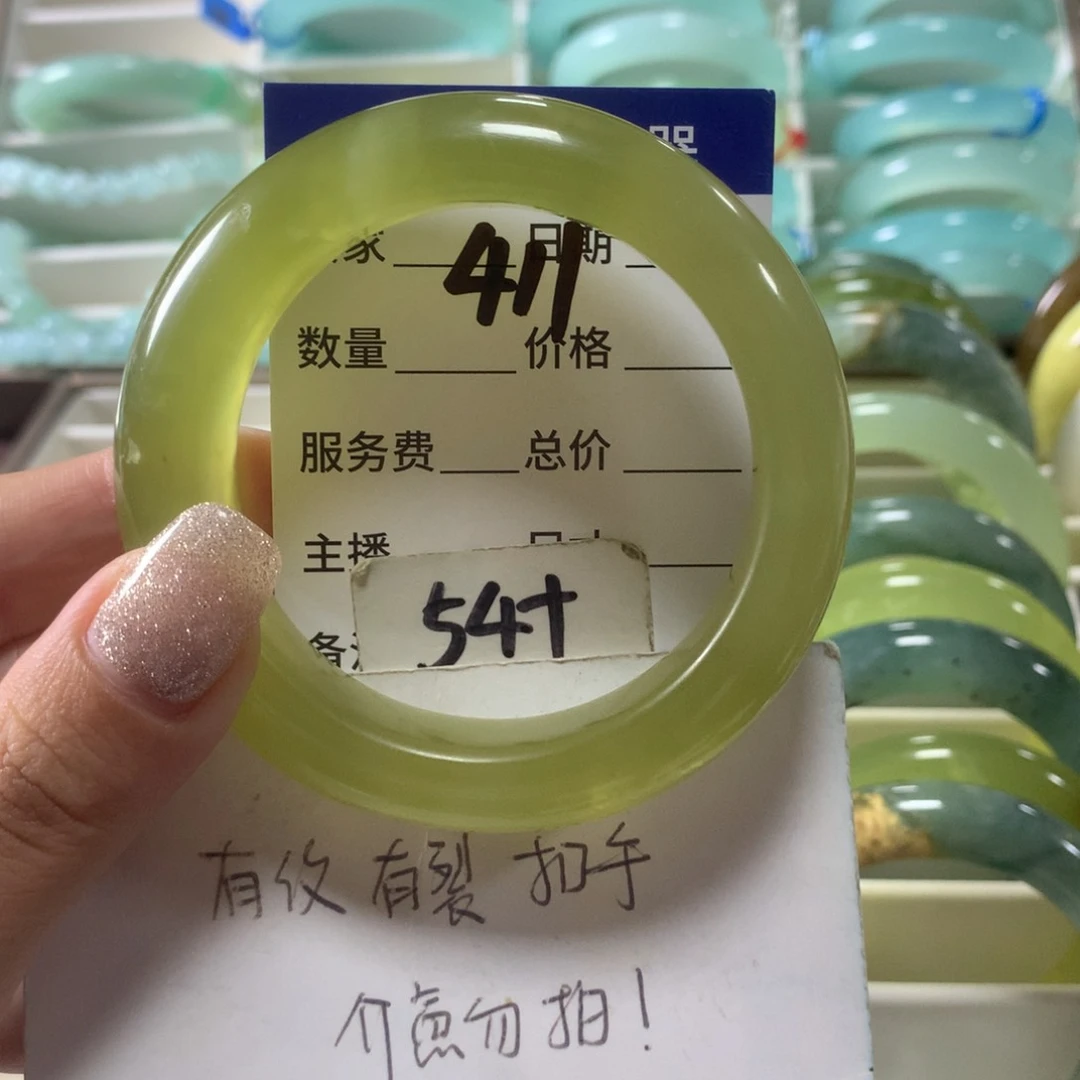 家 411 日期
数量 价格
服务费 总价
主播
54+
备
有纹 有裂 扣手
介意勿拍!